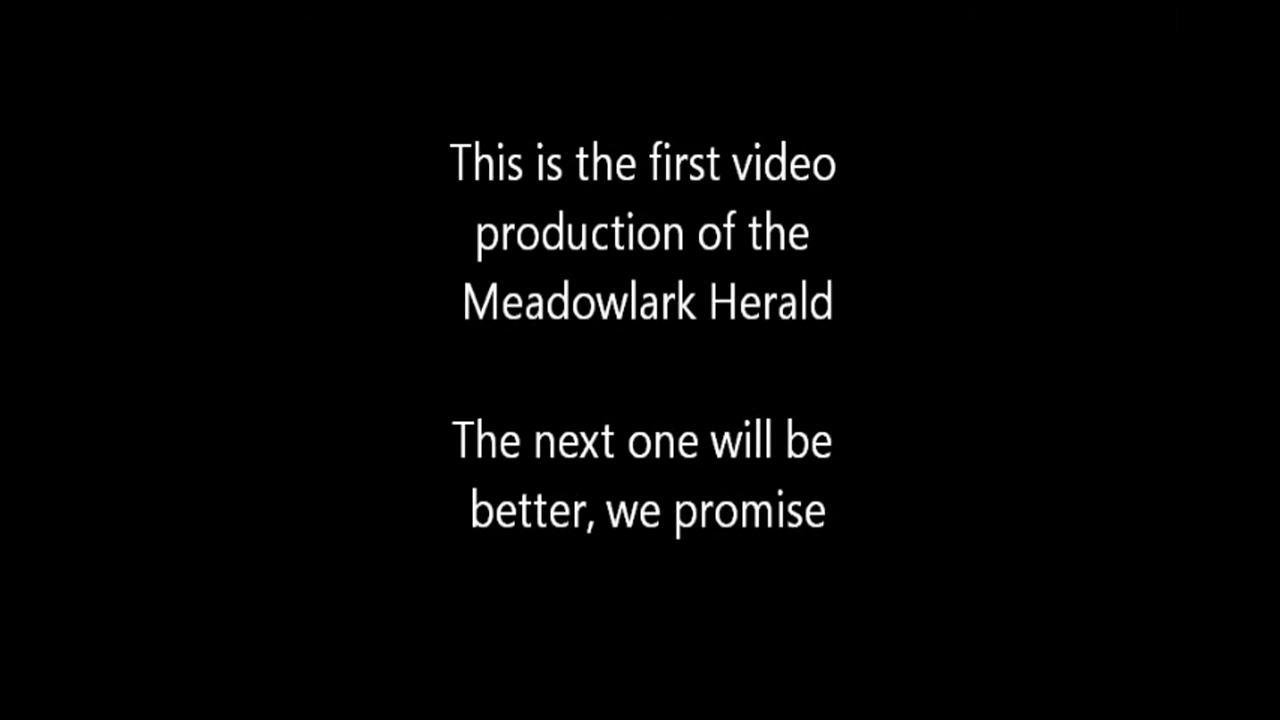 This is the first video
production of the
Meadowlark Herald
The next one will be
better, we promise